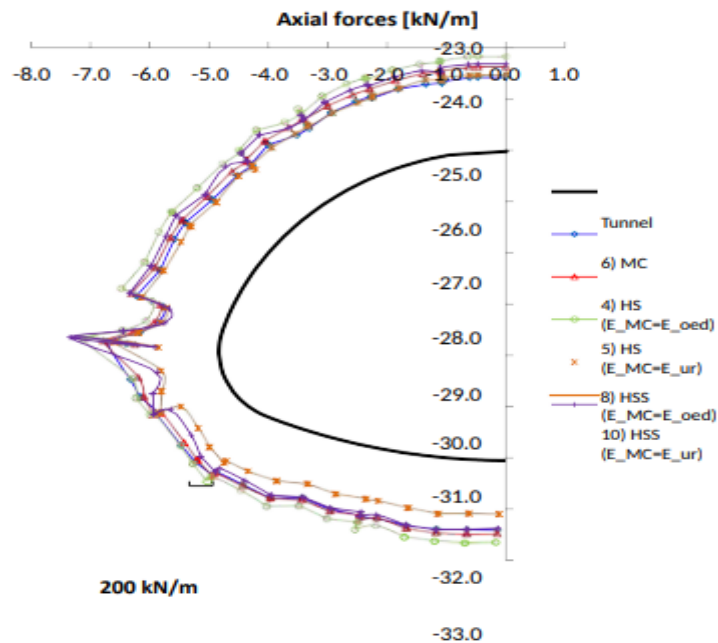 Axial forces [kN/m]
-8.0 -7.0 -6.0 -5.0 -4.0 -3.0 -2.0 -1.0 0.0 1.0
-23.0
-24.0
-25.0
-26.0
-27.0
-28.0
-29.0
-30.0
-31.0
-32.0
-33.0
Tunnel
6) MC
4) HS
(E_MC=E_oed)
5) HS
(E_MC=E_ur)
8) HSS
(E_MC=E_oed)
10) HSS
(E_MC=E_ur)
200 kN/m